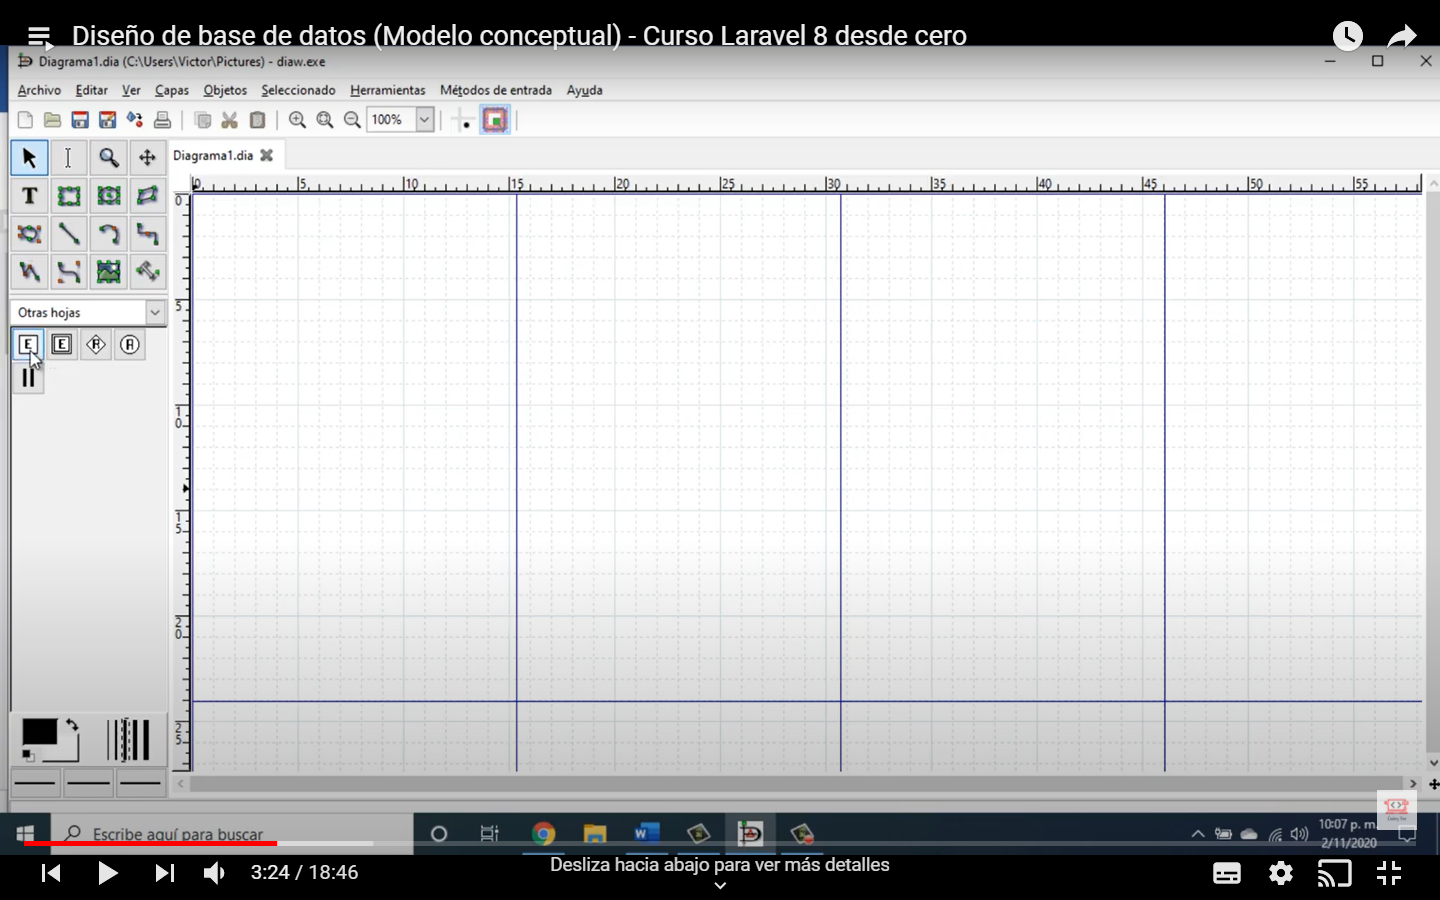 Diseño de base de datos (Modelo conceptual) - Curso Laravel 8 desde cero
Diagrama1.dia (C:\Users\Victor\Pictures) - diaw.exe
Archivo Editar Ver Capas Objetos Seleccionado Herramientas Métodos de entrada Ayuda
100%
Diagrama1.dia
T
0 5 10 15 20 25 30 35 40 45 50 55
0
5
10
15
20
25
Otras hojas
E E R A
Escribe aquí para buscar
W
10:07 p. m.
2/11/2020
3:24 / 18:46
Desliza hacia abajo para ver más detalles